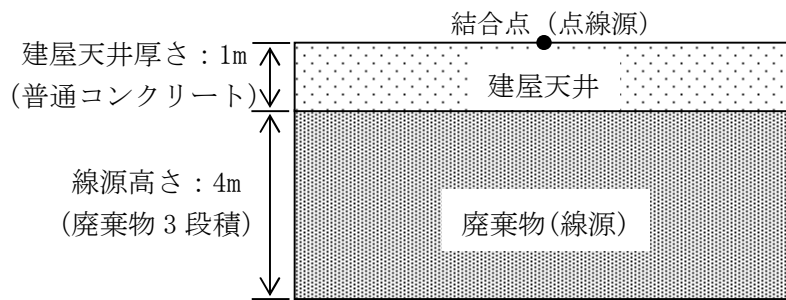 結合点 (点線源)
建屋天井厚さ：1m
(普通コンクリート)
建屋天井
線源高さ：4m
(廃棄物 3 段積)
廃棄物(線源)